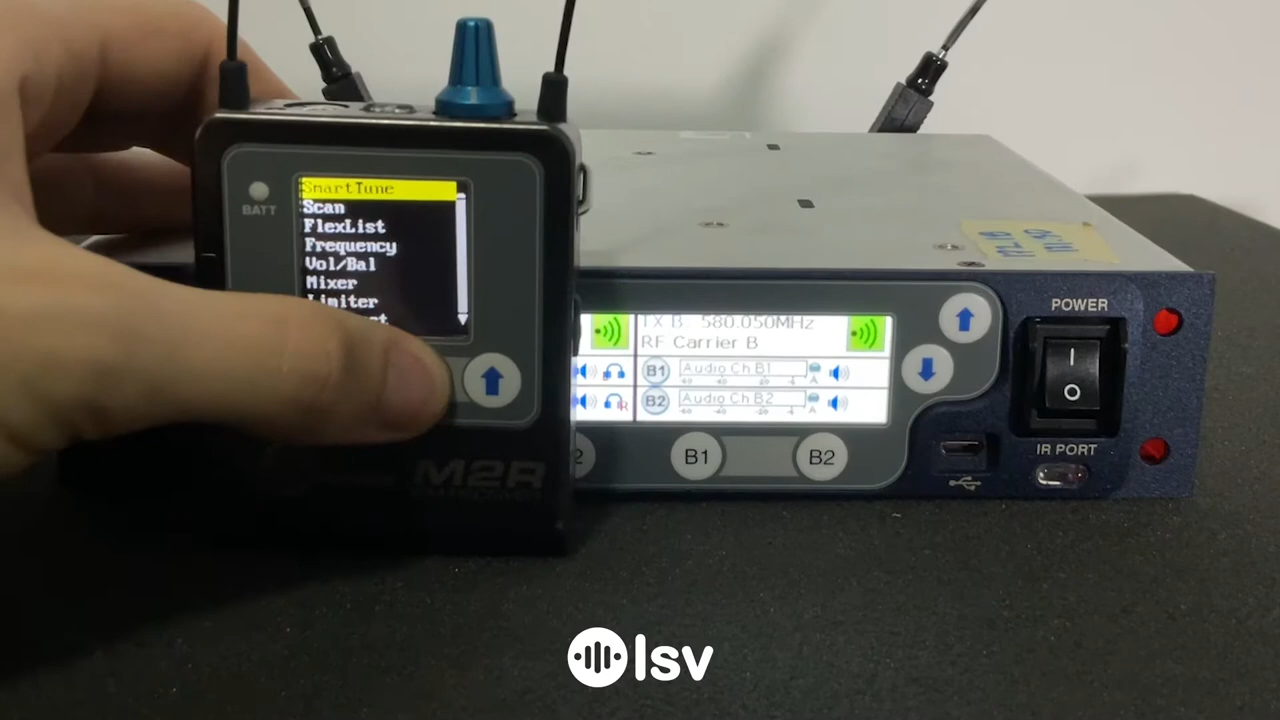 BATT
SmartTune
Scan
FlexList
Frequency
Vol/Bal
Mixer
Limiter
M2R
TX B: 580.050MHz
RF Carrier B
B1 Audio Ch B1
B2 Audio Ch B2
2 B1 B2
POWER
I
O
IR PORT
lsv